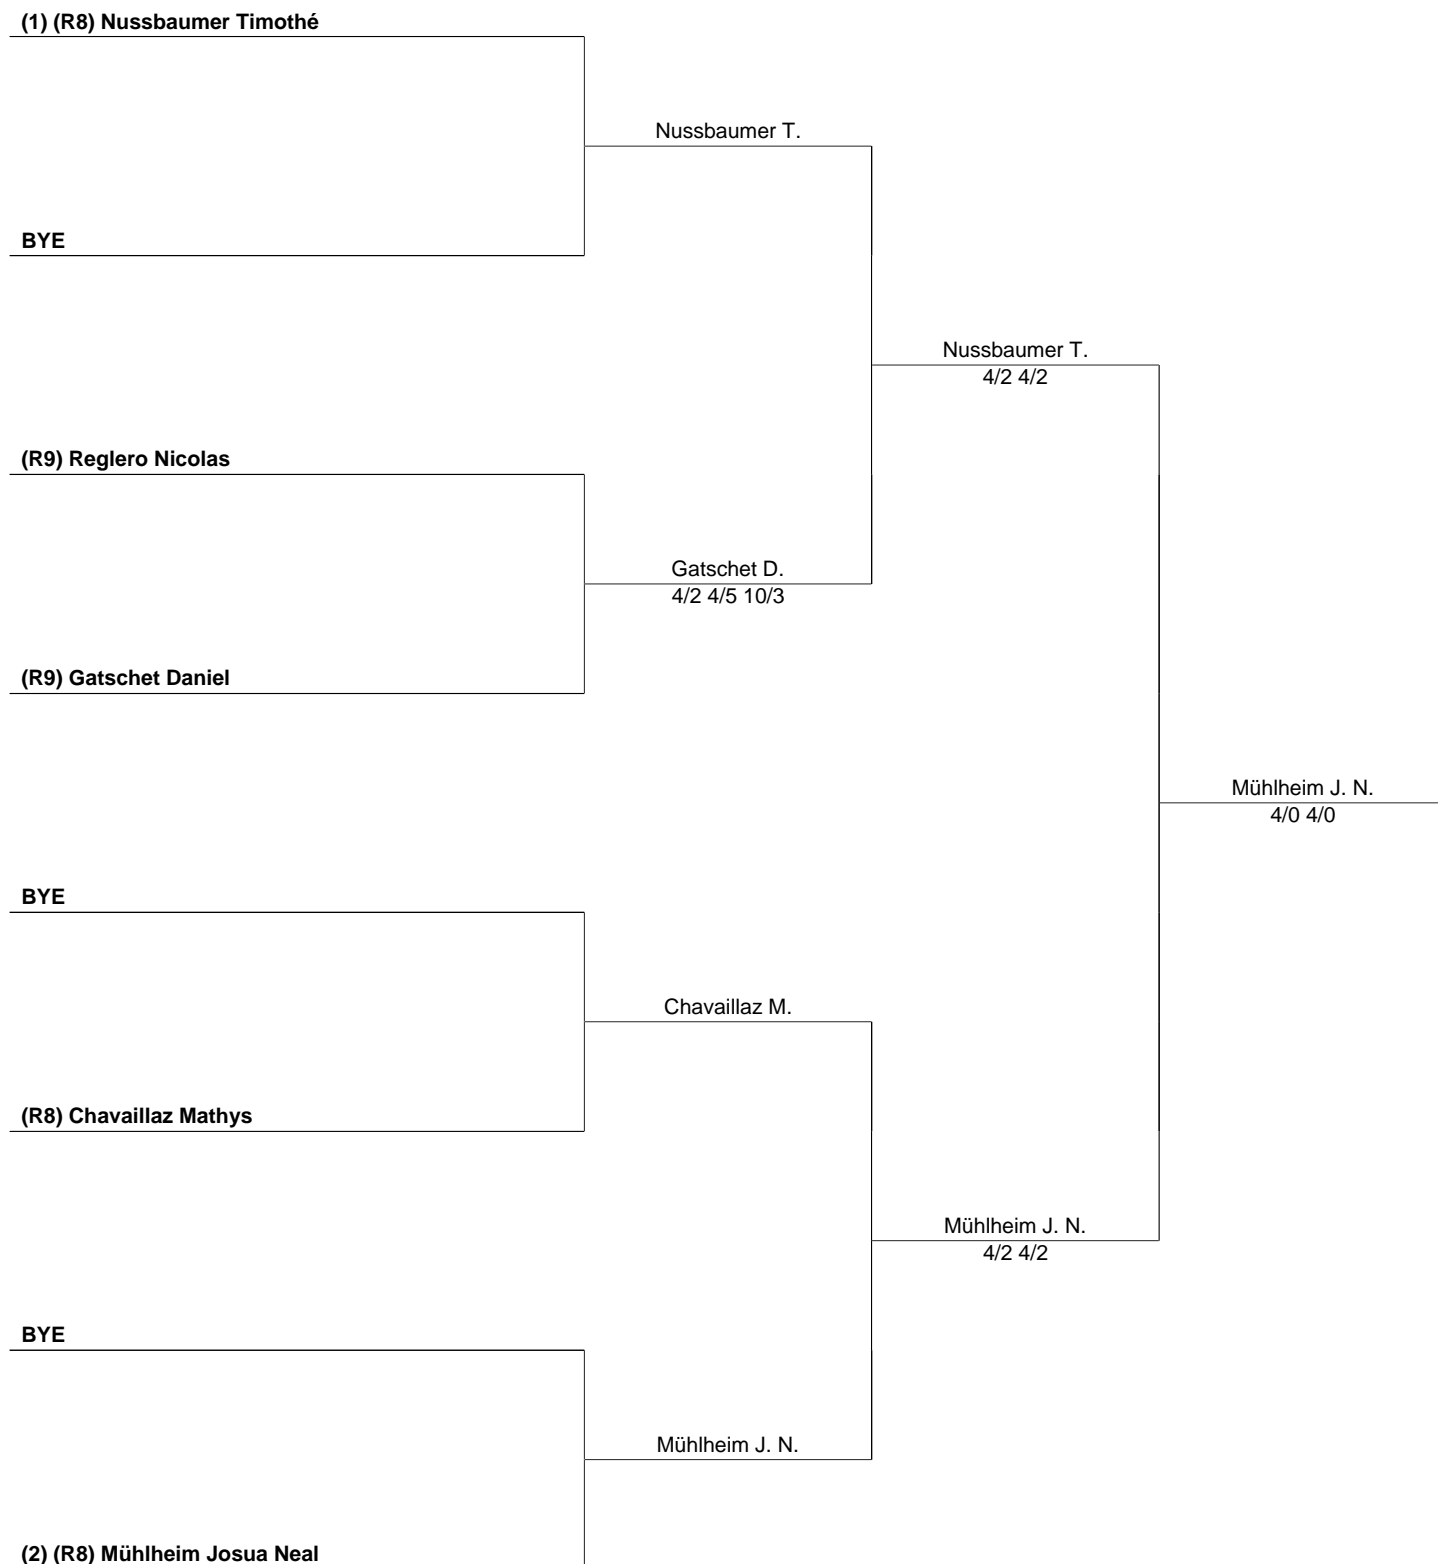 (1) (R8) Nussbaumer Timothé
Nussbaumer T.
BYE
Nussbaumer T.
4/2 4/2
(R9) Reglero Nicolas
Gatschet D.
4/2 4/5 10/3
(R9) Gatschet Daniel
Mühlheim J. N.
4/0 4/0
BYE
Chavaillaz M.
(R8) Chavaillaz Mathys
Mühlheim J. N.
4/2 4/2
BYE
Mühlheim J. N.
(2) (R8) Mühlheim Josua Neal